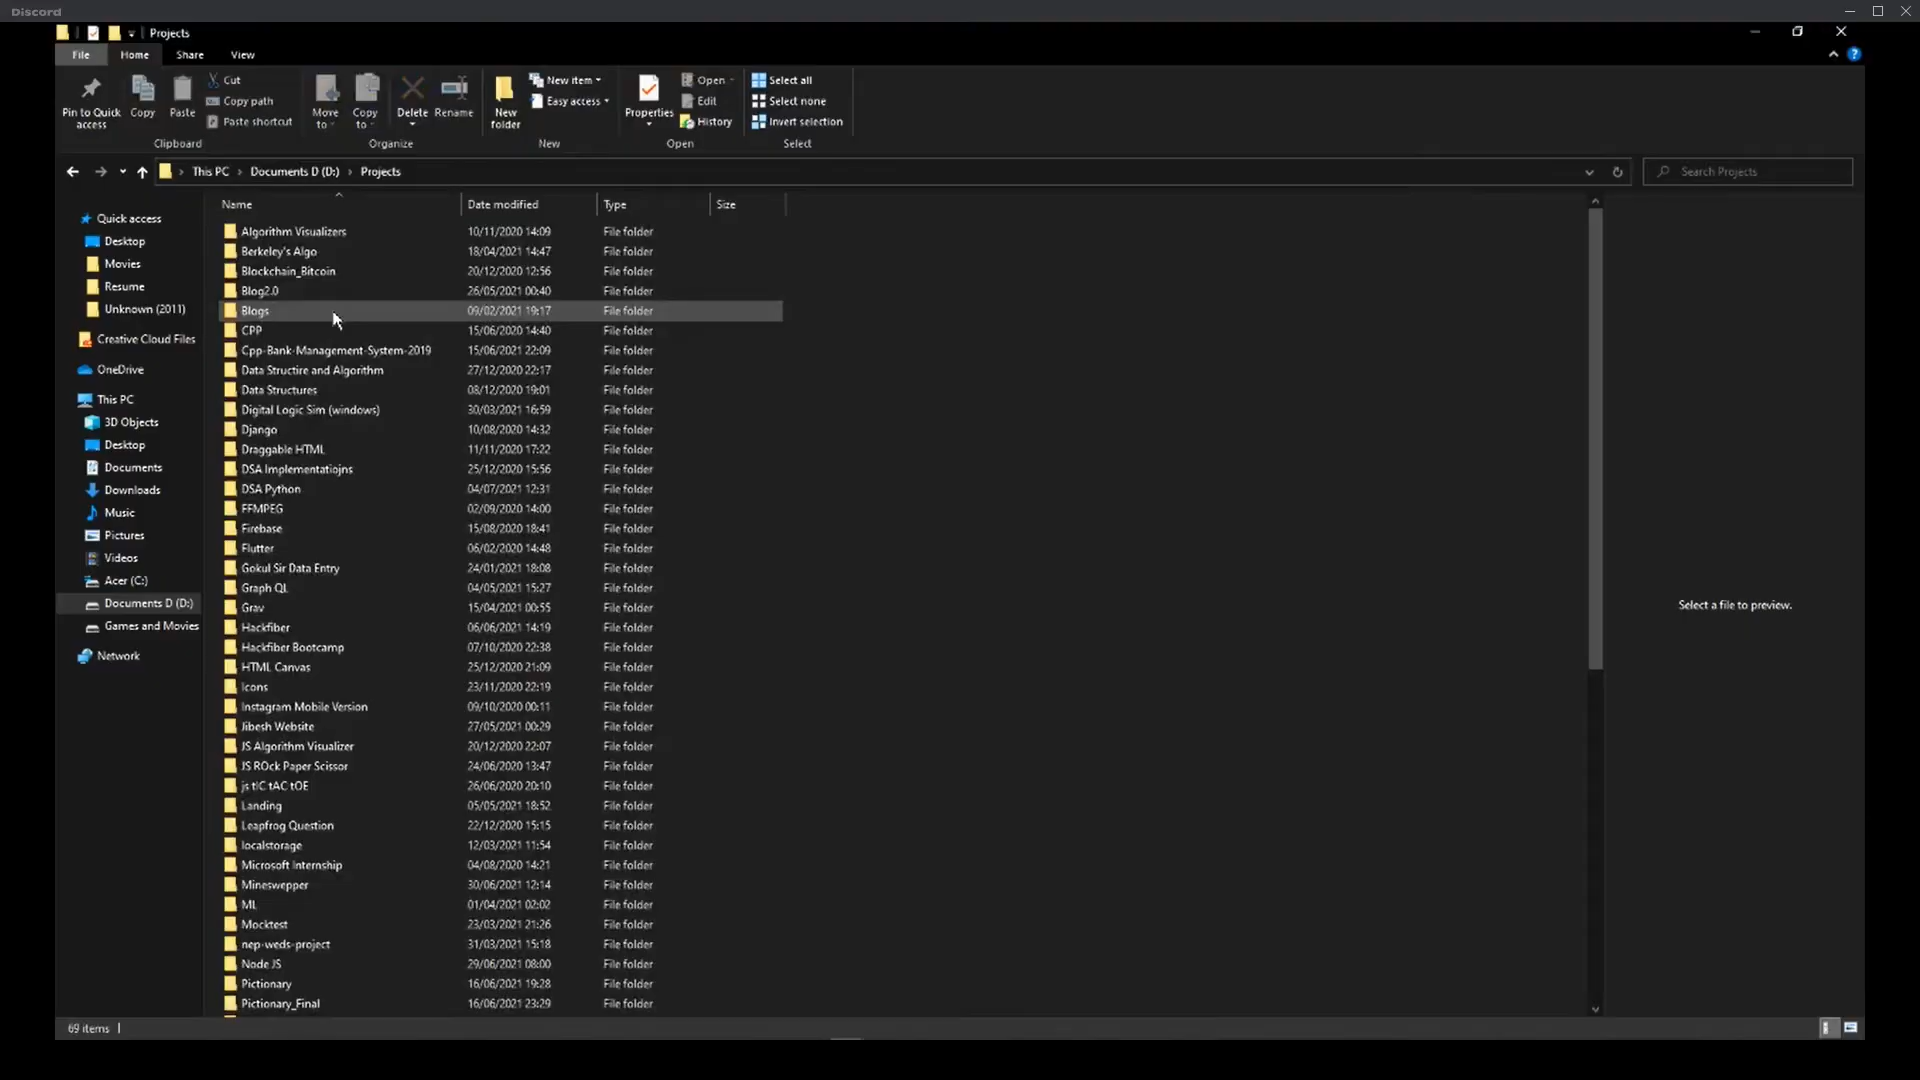 Discord
Projects
File Home Share View
Pin to Quick access
Copy
Paste
Cut
Copy path
Paste shortcut
Clipboard
Move to
Copy to
Delete
Rename
Organize
New folder
New item
Easy access
New
Properties
Open
Edit
History
Open
Select all
Select none
Invert selection
Select
This PC › Documents D (D:) › Projects
Search Projects
Quick access
Desktop
Movies
Resume
Unknown (2011)
Creative Cloud Files
OneDrive
This PC
3D Objects
Desktop
Documents
Downloads
Music
Pictures
Videos
Acer (C:)
Documents D (D:)
Games and Movies
Network
Name Date modified Type Size
Algorithm Visualizers 10/11/2020 14:09 File folder
Berkeley's Algo 18/04/2021 14:47 File folder
Blockchain_Bitcoin 20/12/2020 12:56 File folder
Blog2.0 26/05/2021 00:40 File folder
Blogs 09/02/2021 19:17 File folder
CPP 15/06/2020 14:40 File folder
Cpp-Bank-Management-System-2019 15/06/2021 22:09 File folder
Data Structire and Algorithm 27/12/2020 22:17 File folder
Data Structures 08/12/2020 19:01 File folder
Digital Logic Sim (windows) 30/03/2021 16:59 File folder
Django 10/08/2020 14:32 File folder
Draggable HTML 11/11/2020 17:22 File folder
DSA Implementatiojns 25/12/2020 15:56 File folder
DSA Python 04/07/2021 12:31 File folder
FFMPEG 02/09/2020 14:00 File folder
Firebase 15/08/2020 18:41 File folder
Flutter 06/02/2020 14:48 File folder
Gokul Sir Data Entry 24/01/2021 18:08 File folder
Graph QL 04/05/2021 15:27 File folder
Grav 15/04/2021 00:55 File folder
Hackfiber 06/06/2021 14:19 File folder
Hackfiber Bootcamp 07/10/2020 22:38 File folder
HTML Canvas 25/12/2020 21:09 File folder
Icons 23/11/2020 22:19 File folder
Instagram Mobile Version 09/10/2020 00:11 File folder
Jibesh Website 27/05/2021 00:29 File folder
JS Algorithm Visualizer 20/12/2020 22:07 File folder
JS ROck Paper Scissor 24/06/2020 13:47 File folder
js tIC tAC tOE 26/06/2020 20:10 File folder
Landing 05/05/2021 18:52 File folder
Leapfrog Question 22/12/2020 15:15 File folder
localstorage 12/03/2021 11:54 File folder
Microsoft Internship 04/08/2020 14:21 File folder
Mineswepper 30/06/2021 12:14 File folder
ML 01/04/2021 02:02 File folder
Mocktest 23/03/2021 21:26 File folder
nep-weds-project 31/03/2021 15:18 File folder
Node JS 29/06/2021 08:00 File folder
Pictionary 16/06/2021 19:28 File folder
Pictionary_Final 16/06/2021 23:29 File folder
Select a file to preview.
69 items